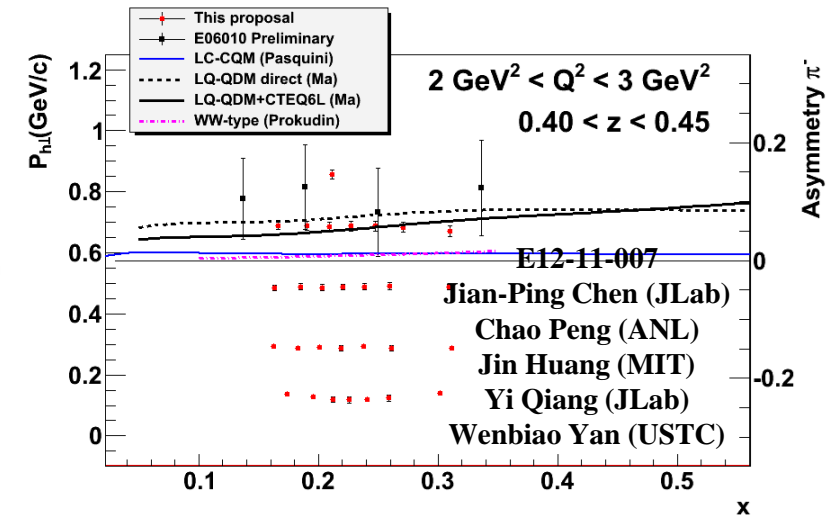 This proposal
E06010 Preliminary
LC-CQM (Pasquini)
LQ-QDM direct (Ma)
LQ-QDM+CTEQ6L (Ma)
WW-type (Prokudin)
2 GeV² < Q² < 3 GeV²
0.40 < z < 0.45
P_h⊥(GeV/c)
1.2
1
0.8
0.6
0.4
0.2
0
Asymmetry π⁻
0.2
0
-0.2
E12-11-007
Jian-Ping Chen (JLab)
Chao Peng (ANL)
Jin Huang (MIT)
Yi Qiang (JLab)
Wenbiao Yan (USTC)
0.1 0.2 0.3 0.4 0.5
x